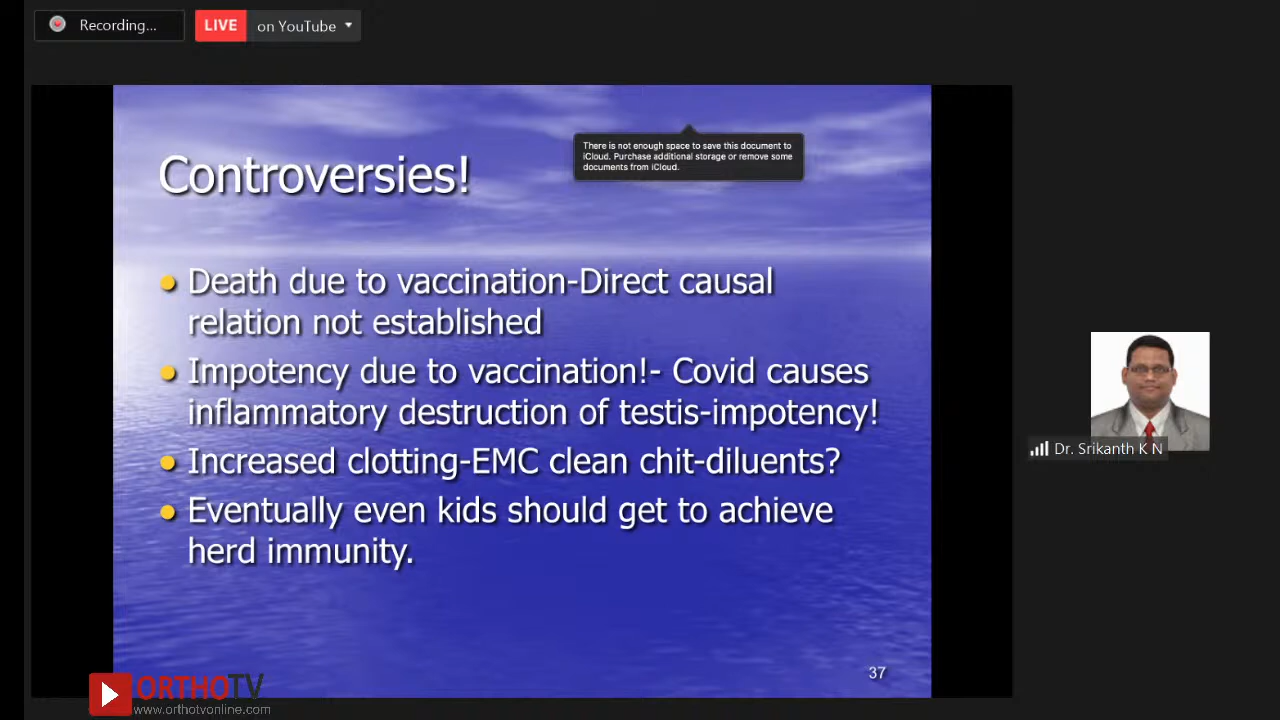 Recording...
LIVE on YouTube
There is not enough space to save this document to
iCloud. Purchase additional storage or remove some
documents from iCloud.
Controversies!
Death due to vaccination-Direct causal
relation not established
Impotency due to vaccination!- Covid causes
inflammatory destruction of testis-impotency!
Increased clotting-EMC clean chit-diluents?
Eventually even kids should get to achieve
herd immunity.
37
Dr. Srikanth K N
ORTHOTV
www.orthotvonline.com